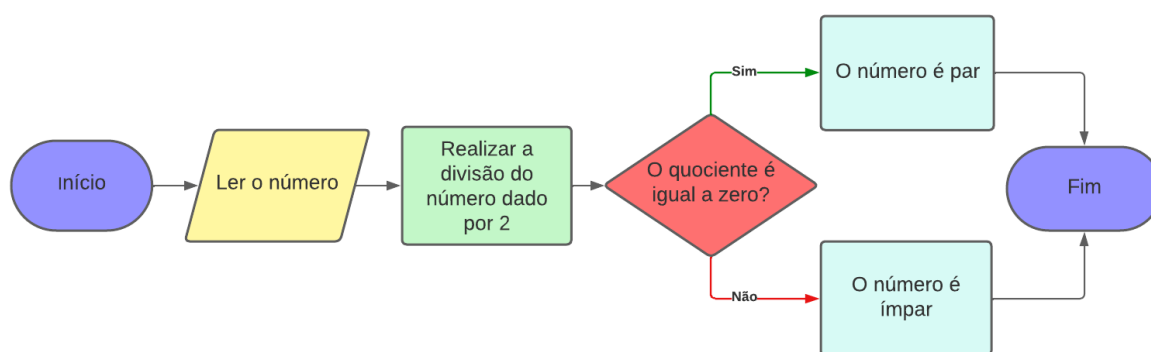 Início
Ler o número
Realizar a
divisão do
número dado
por 2
O quociente é
igual a zero?
Sim
O número é par
Não
O número é
ímpar
Fim